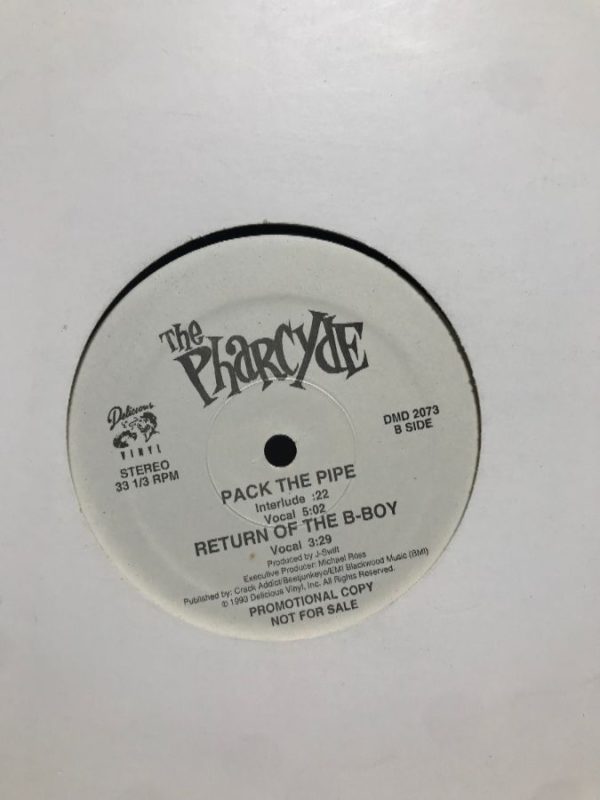 The
PharCYdE
Delicious
VINYL
STEREO
33 1/3 RPM
DMD 2073
B SIDE
PACK THE PIPE
Interlude :22
Vocal 5:02
RETURN OF THE B-BOY
Vocal 3:29
Produced by J-Swift
Executive Producer: Michael Ross
Published by: Crack Addict/Beetjunkeyo/EMI Blackwood Music (BMI)
© 1993 Delicious Vinyl, Inc. All Rights Reserved.
PROMOTIONAL COPY
NOT FOR SALE